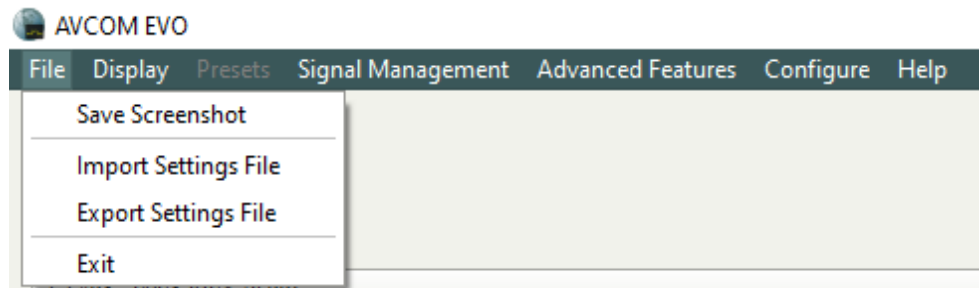 AVCOM EVO
File Display Presets Signal Management Advanced Features Configure Help
Save Screenshot
Import Settings File
Export Settings File
Exit